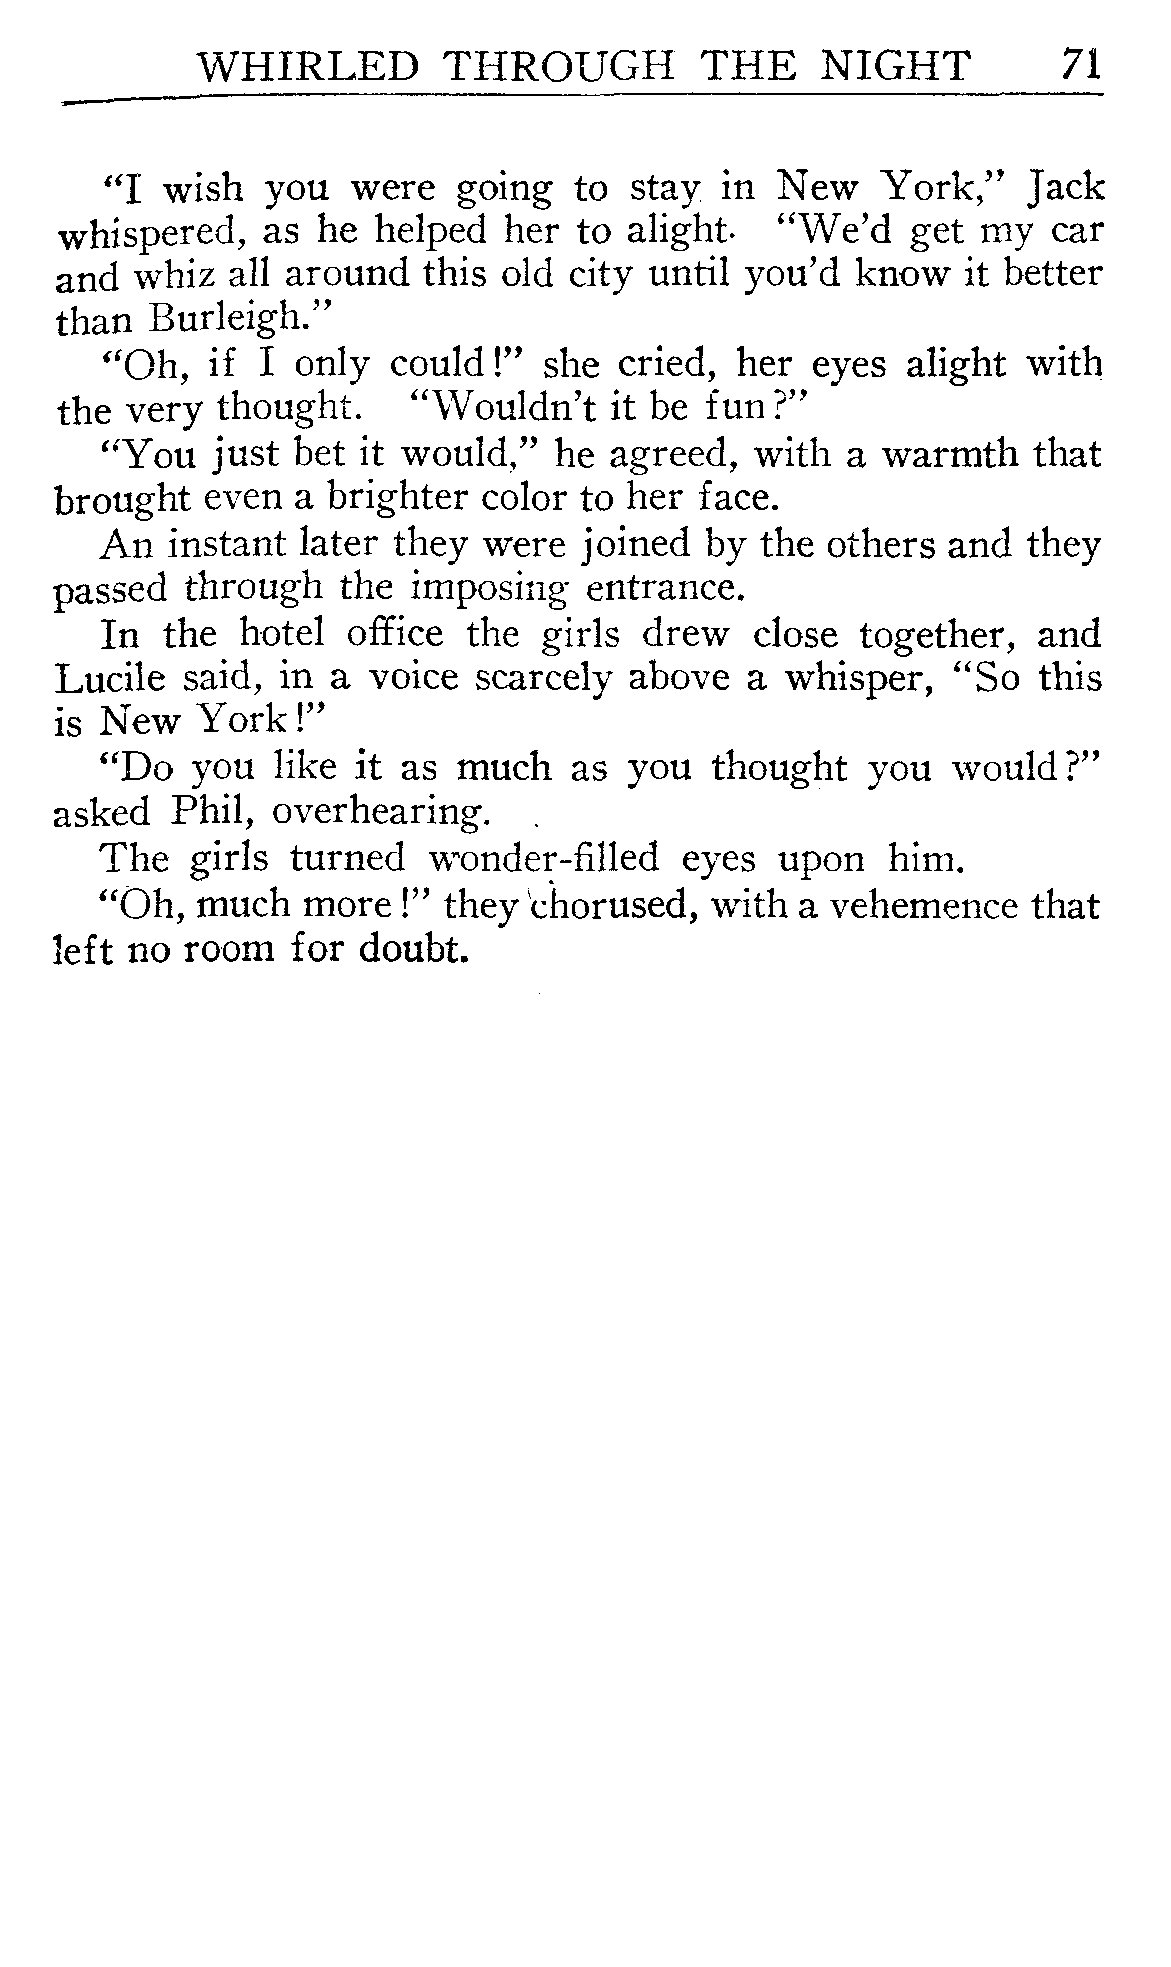 WHIRLED THROUGH THE NIGHT 71
“I wish you were going to stay in New York,” Jack
whispered, as he helped her to alight. “We’d get my car
and whiz all around this old city until you’d know it better
than Burleigh.”
“Oh, if I only could!” she cried, her eyes alight with
the very thought. “Wouldn’t it be fun?”
“You just bet it would,” he agreed, with a warmth that
brought even a brighter color to her face.
An instant later they were joined by the others and they
passed through the imposing entrance.
In the hotel office the girls drew close together, and
Lucile said, in a voice scarcely above a whisper, “So this
is New York!”
“Do you like it as much as you thought you would?”
asked Phil, overhearing.
The girls turned wonder-filled eyes upon him.
“Oh, much more!” they chorused, with a vehemence that
left no room for doubt.